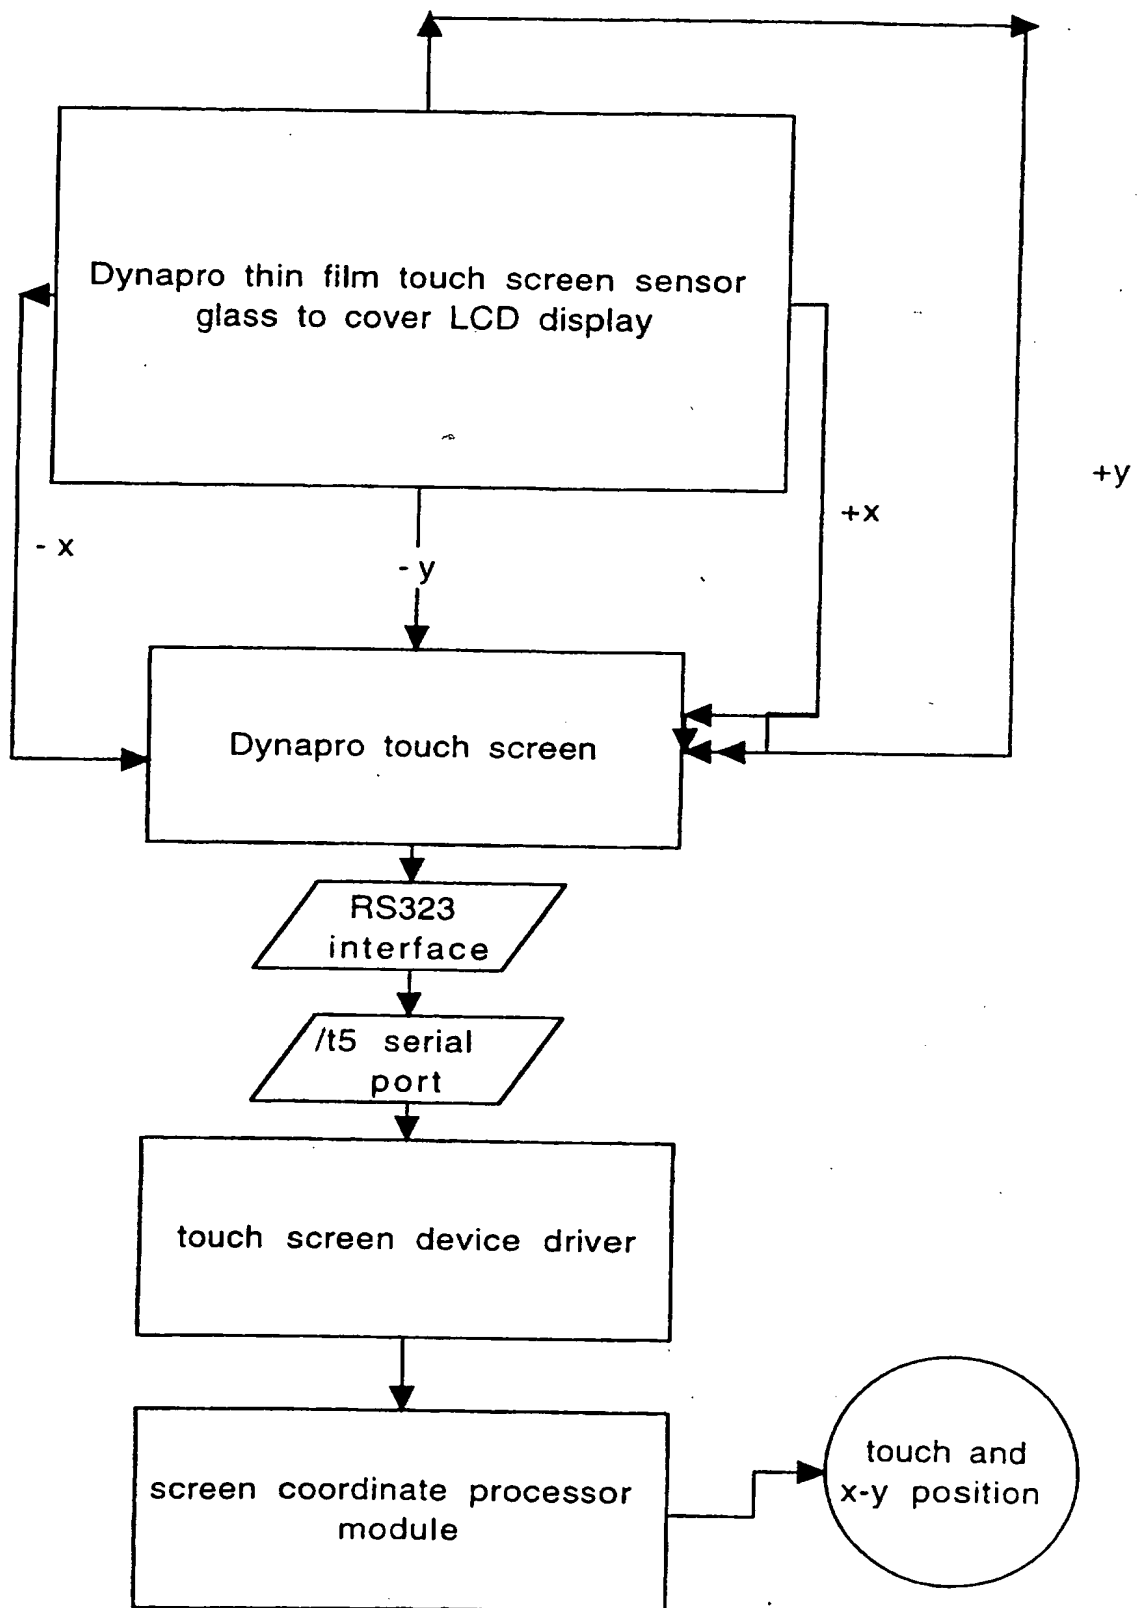 Dynapro thin film touch screen sensor
glass to cover LCD display
+y
+x
- x
- y
Dynapro touch screen
RS323
interface
/t5 serial
port
touch screen device driver
screen coordinate processor
module
touch and
x-y position